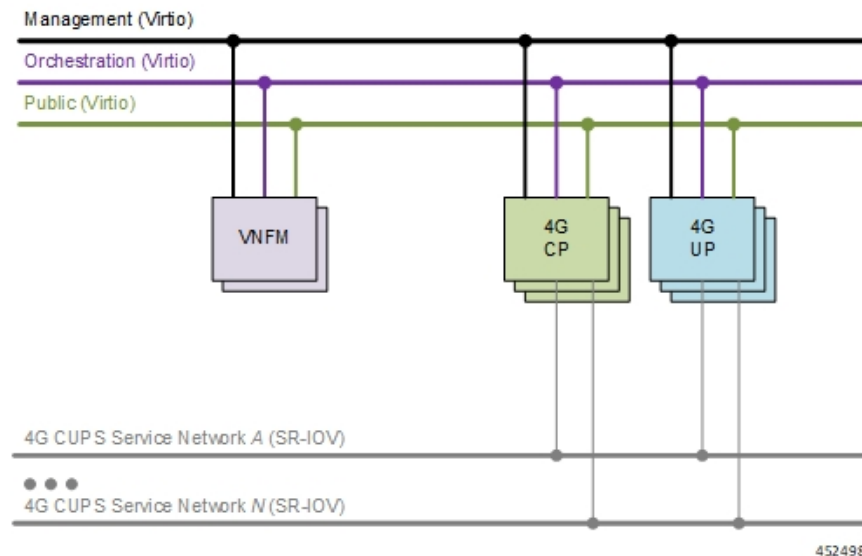 Management (Virtio)
Orchestration (Virtio)
Public (Virtio)
VNFM
4G
CP
4G
UP
4G CUPS Service Network A (SR-IOV)
4G CUPS Service Network N (SR-IOV)
452498